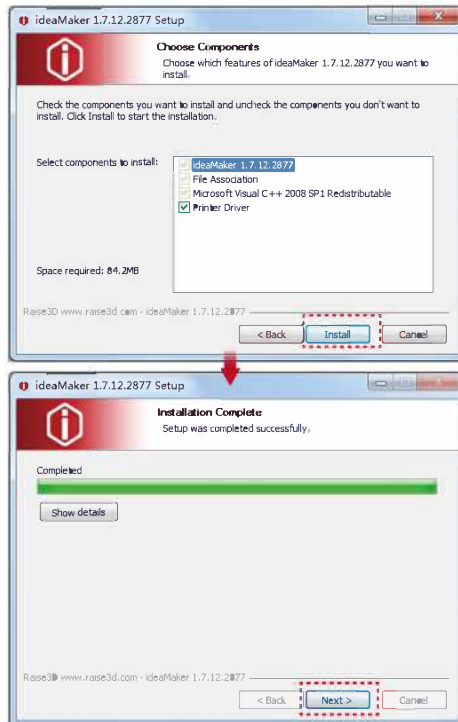 ideaMaker 1.7.12.2877 Setup
Choose Components
Choose which features of ideaMaker 1.7.12.2877 you want to
install.
Check the components you want to install and uncheck the components you don't want to
install. Click Install to start the installation.
Select components to install:
ideaMaker 1.7.12.2877
File Association
Microsoft Visual C++ 2008 SP1 Redistributable
Printer Driver
Space required: 84.2MB
Raise3D www.raise3d.com - ideaMaker 1.7.12.2877
< Back
Install
Cancel
ideaMaker 1.7.12.2877 Setup
Installation Complete
Setup was completed successfully.
Completed
Show details
Raise3D www.raise3d.com - ideaMaker 1.7.12.2877
< Back
Next >
Cancel